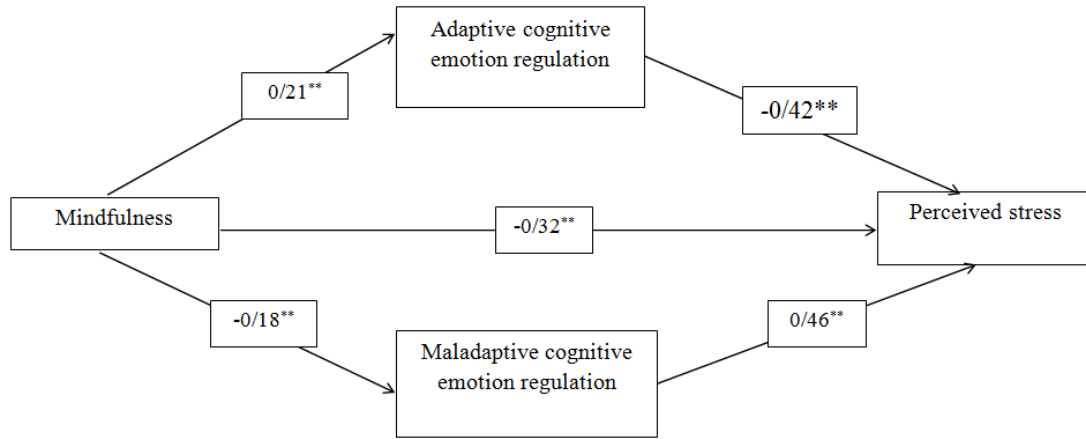 Adaptive cognitive
emotion regulation
0/21**
-0/42**
Mindfulness
-0/32**
Perceived stress
-0/18**
0/46**
Maladaptive cognitive
emotion regulation